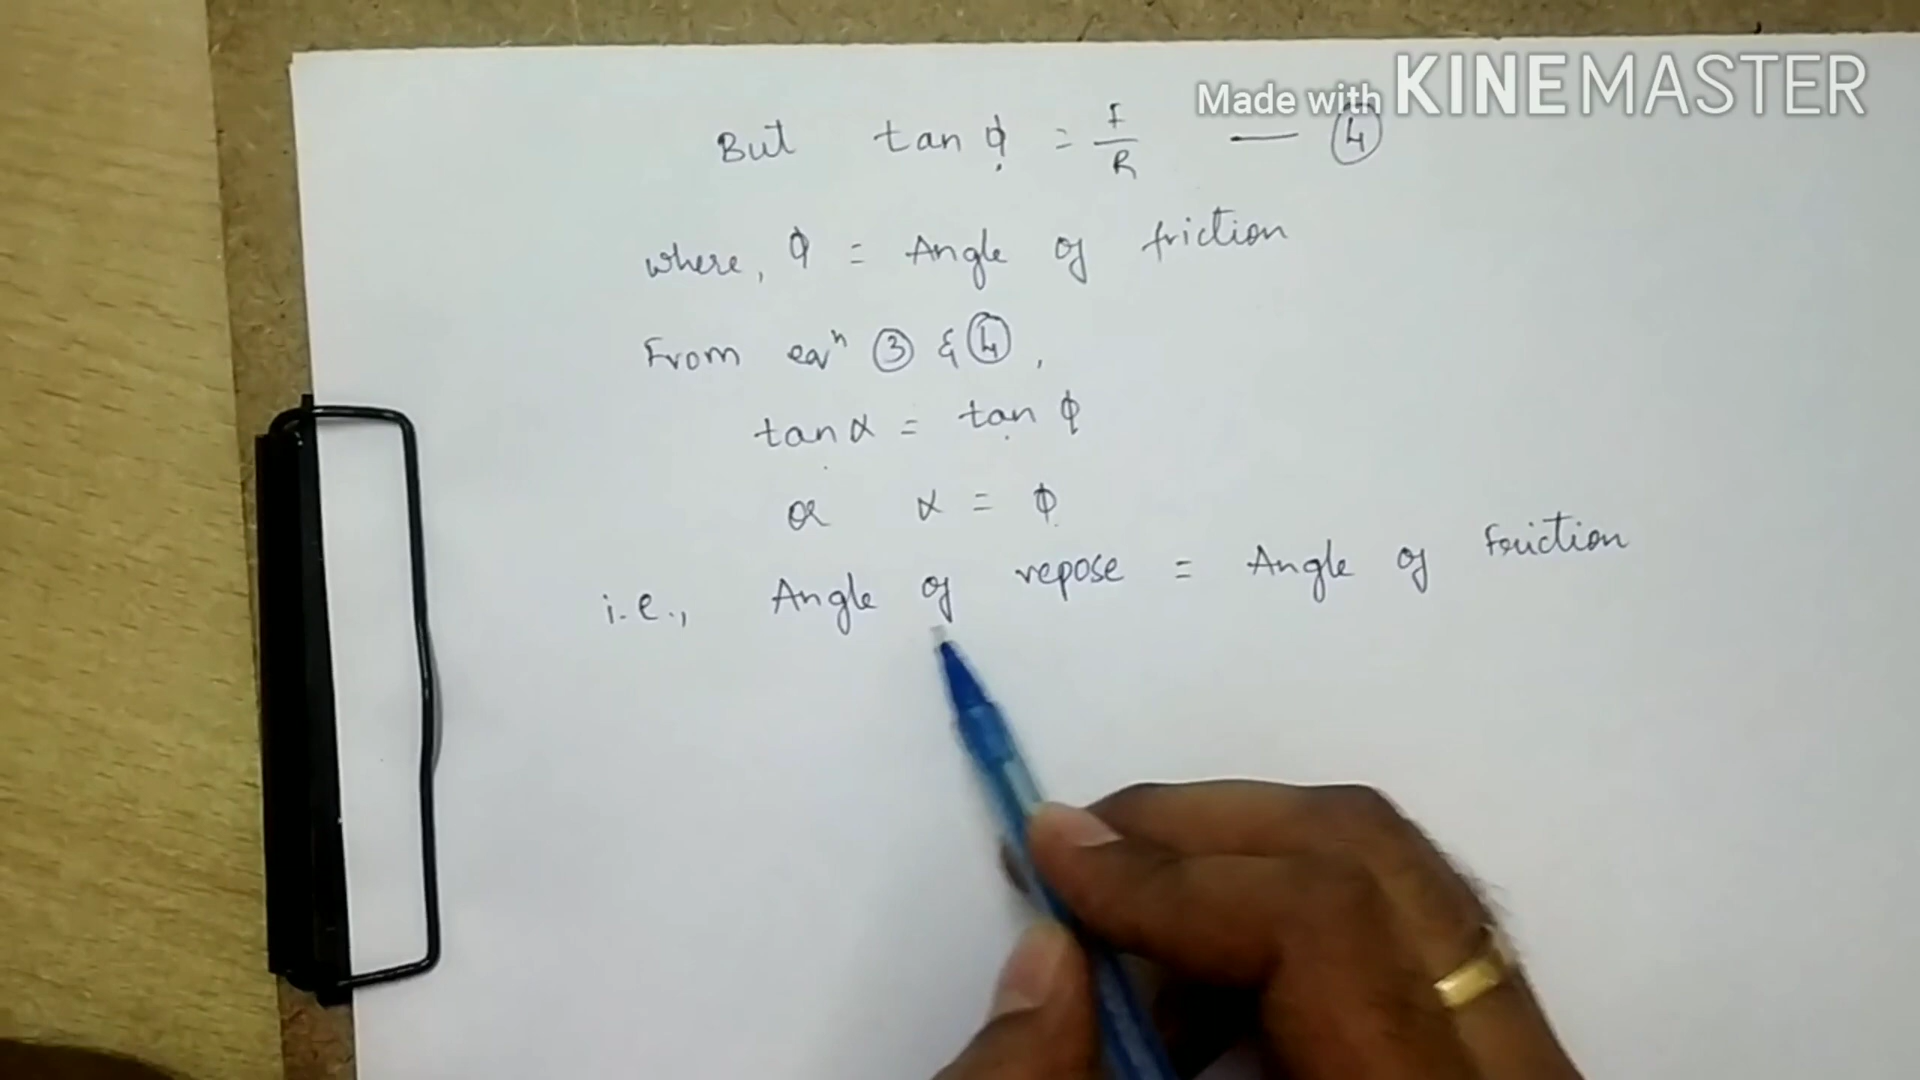 Made with KINEMASTER
But tan φ = F/R — ④
where, φ = Angle of friction
From eqⁿ ③ & ④,
tan α = tan φ
or α = φ
i.e., Angle of repose = Angle of Friction